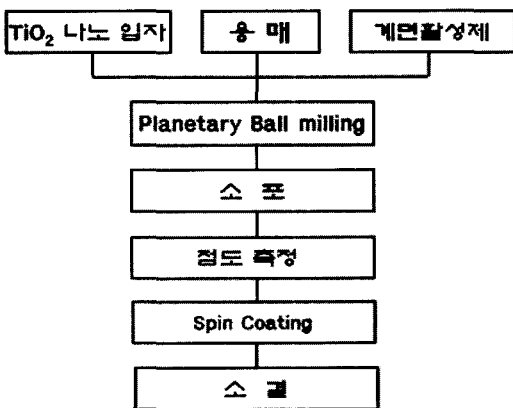 TiO₂ 나노 입자
용 매
계면활성제
Planetary Ball milling
소 포
점도 측정
Spin Coating
소 결